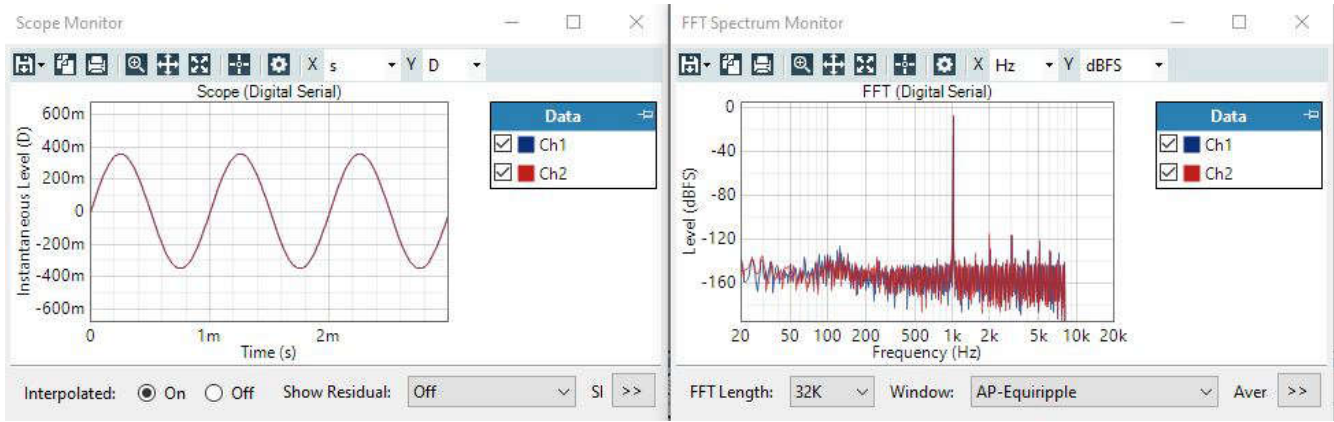 Scope Monitor
X s Y D
Scope (Digital Serial)
Instantaneous Level (D)
600m
400m
200m
0
-200m
-400m
-600m
0 1m 2m
Time (s)
Data
Ch1
Ch2
Interpolated: On Off Show Residual: Off SI >>
FFT Spectrum Monitor
X Hz Y dBFS
FFT (Digital Serial)
Level (dBFS)
0
-40
-80
-120
-160
20 50 100 200 500 1k 2k 5k 10k 20k
Frequency (Hz)
Data
Ch1
Ch2
FFT Length: 32K Window: AP-Equiripple Aver >>